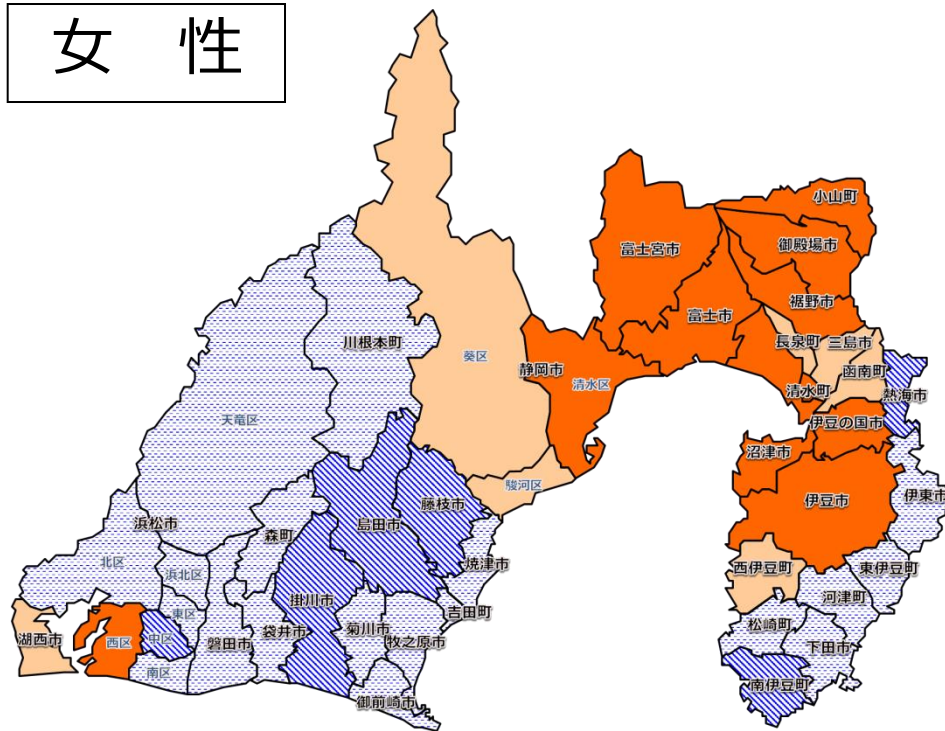 女 性
小山町
御殿場市
富士宮市
裾野市
富士市
長泉町
三島市
川根本町
葵区
静岡市
清水区
函南町
清水町
熱海市
天竜区
伊豆の国市
沼津市
駿河区
藤枝市
伊豆市
伊東市
浜松市
島田市
森町
焼津市
北区
浜北区
西伊豆町
東伊豆町
掛川市
吉田町
河津町
東区
菊川市
松崎町
湖西市
西区
中区
磐田市
袋井市
牧之原市
下田市
南区
南伊豆町
御前崎市